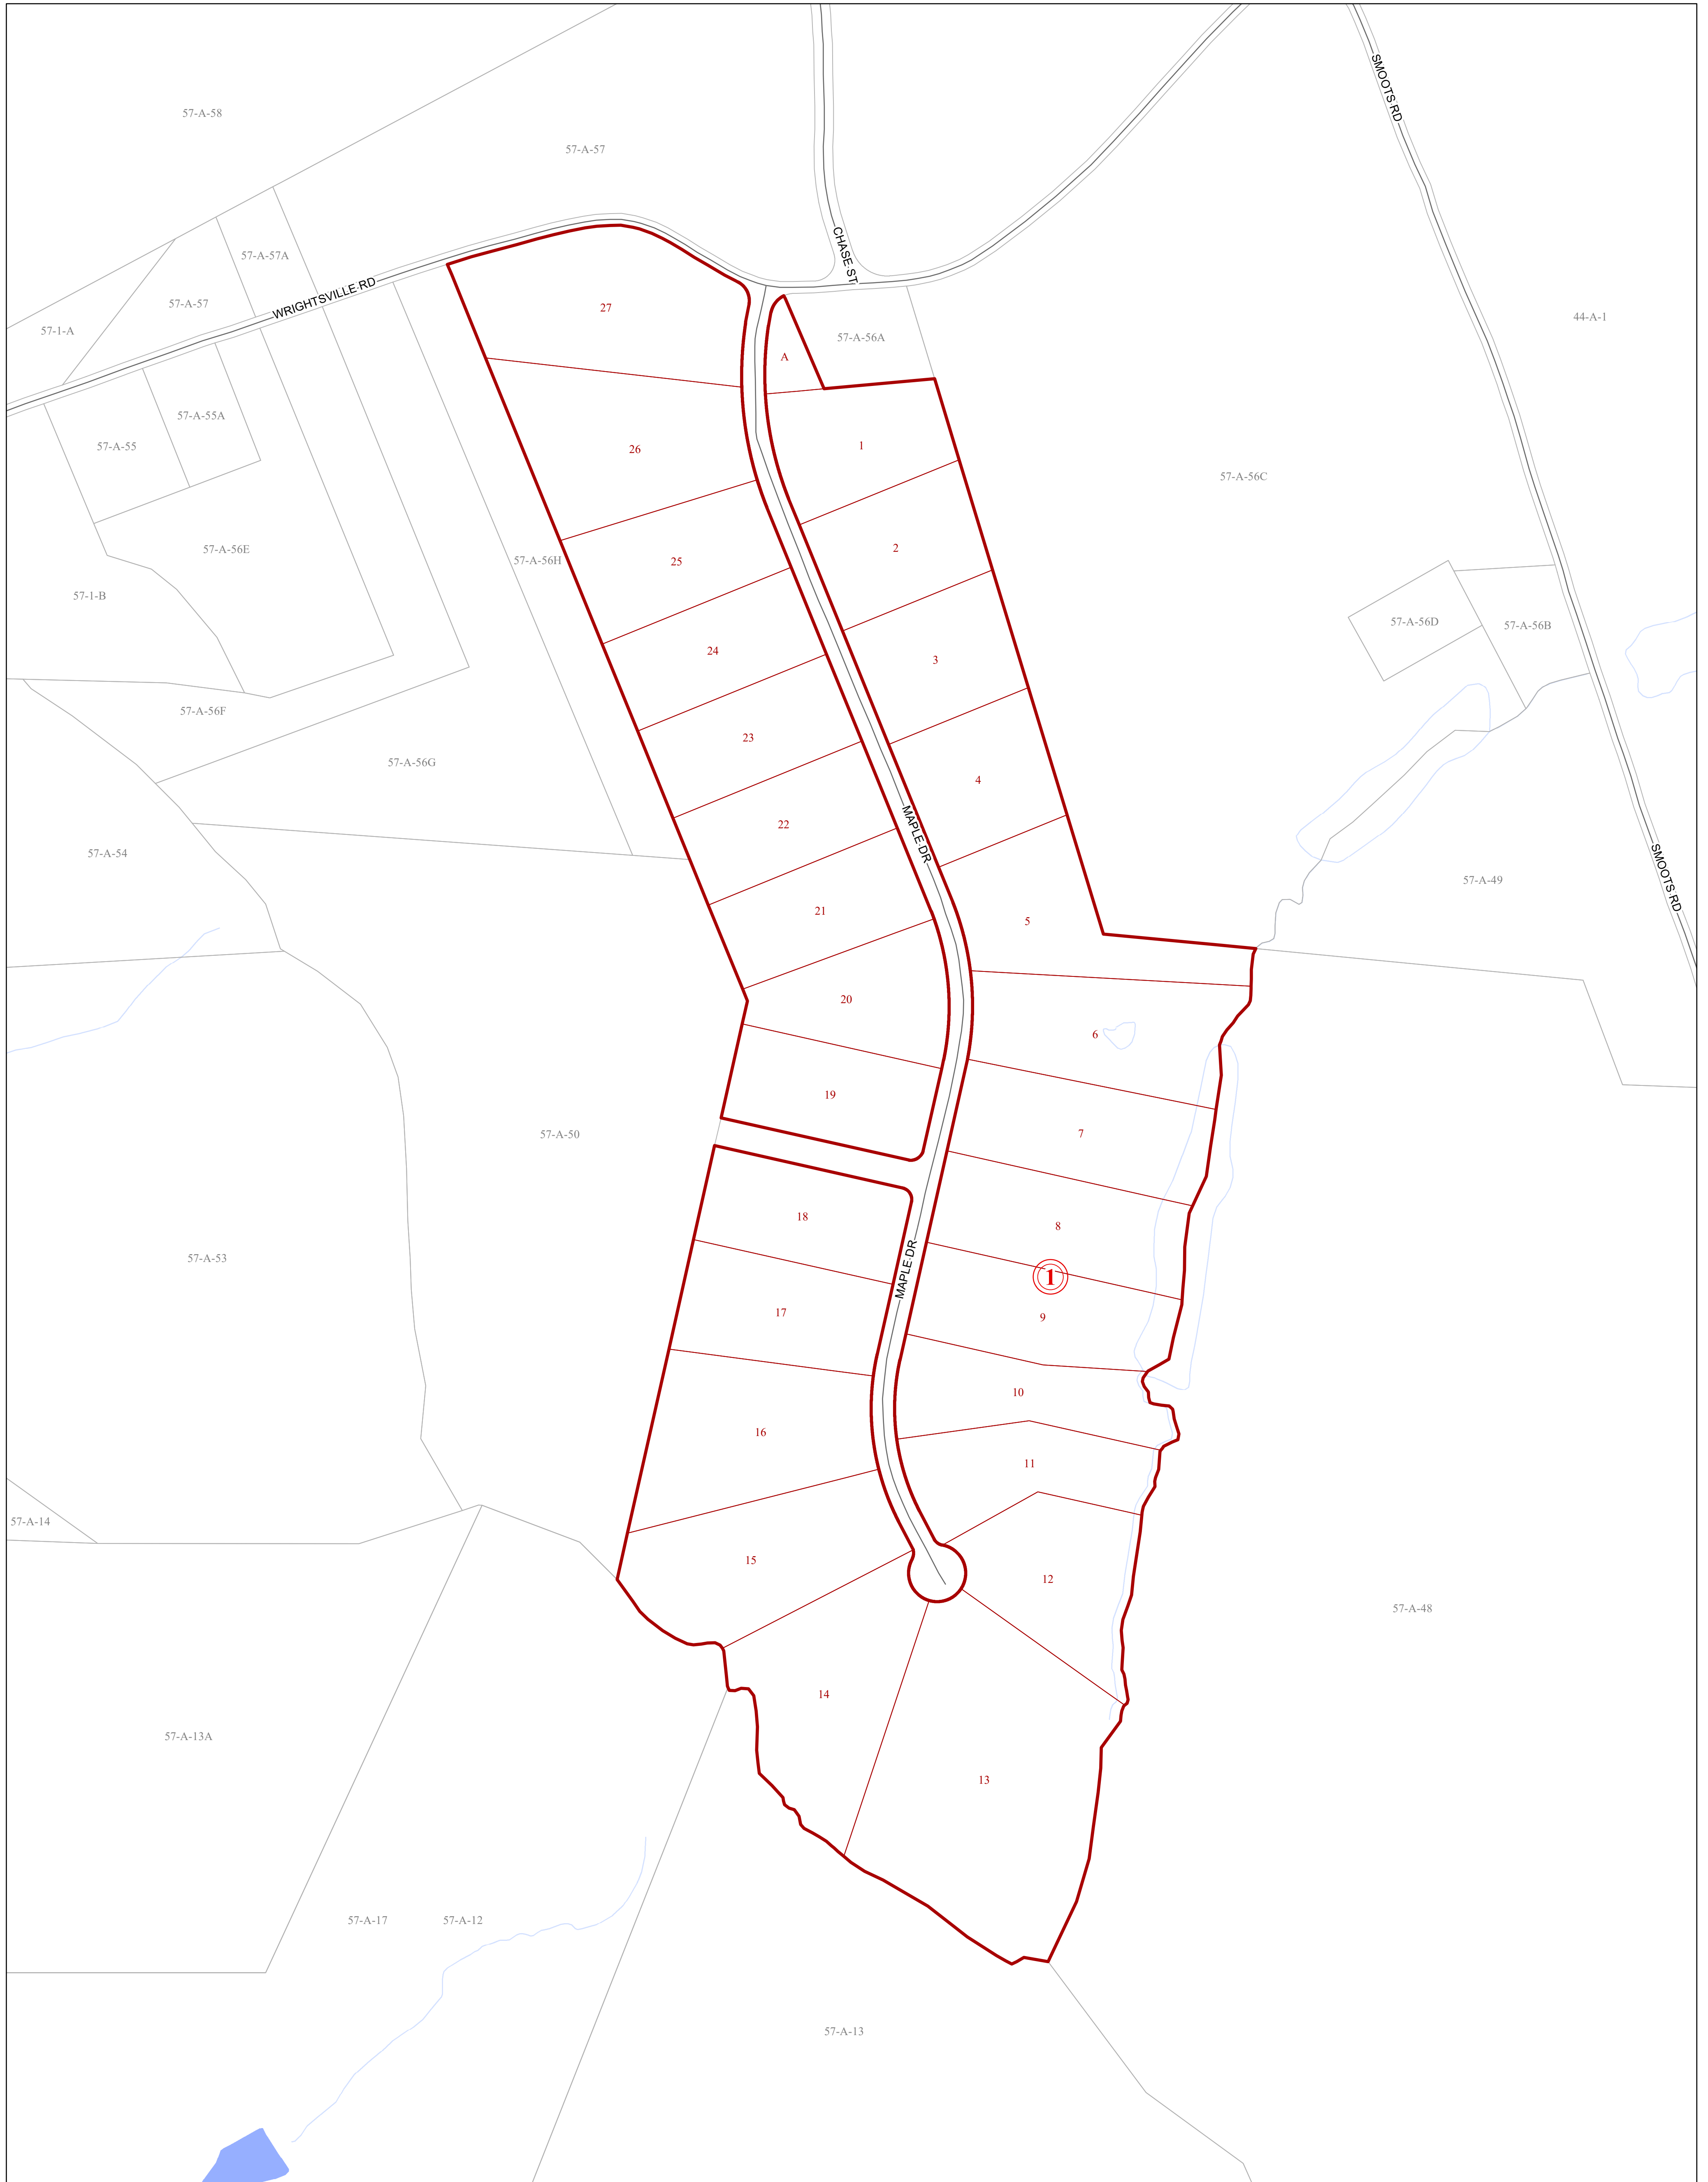 SMOOTS RD
57-A-58
57-A-57
CHASE ST
57-A-57A
WRIGHTSVILLE RD
57-A-57
57-1-A
27
44-A-1
57-A-56A
A
57-A-55A
57-A-55
1
26
57-A-56C
57-A-56E
2
57-A-56H
25
57-1-B
57-A-56D
57-A-56B
24
3
57-A-56F
23
57-A-56G
4
22
MAPLE DR
57-A-54
SMOOTS RD
57-A-49
21
5
20
6
19
7
57-A-50
18
8
57-A-53
MAPLE DR
1
17
9
10
16
11
57-A-14
15
12
57-A-48
14
57-A-13A
13
57-A-17
57-A-12
57-A-13